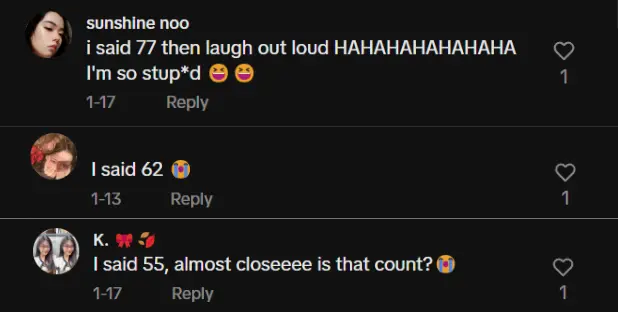 sunshine noo
i said 77 then laugh out loud HAHAHAHAHAHAHA
I'm so stup*d 😆 😆
1-17 Reply
1
I said 62 😭
1-13 Reply
1
K. 🎀 🍂
I said 55, almost closeeee is that count?😭
1-17 Reply
1